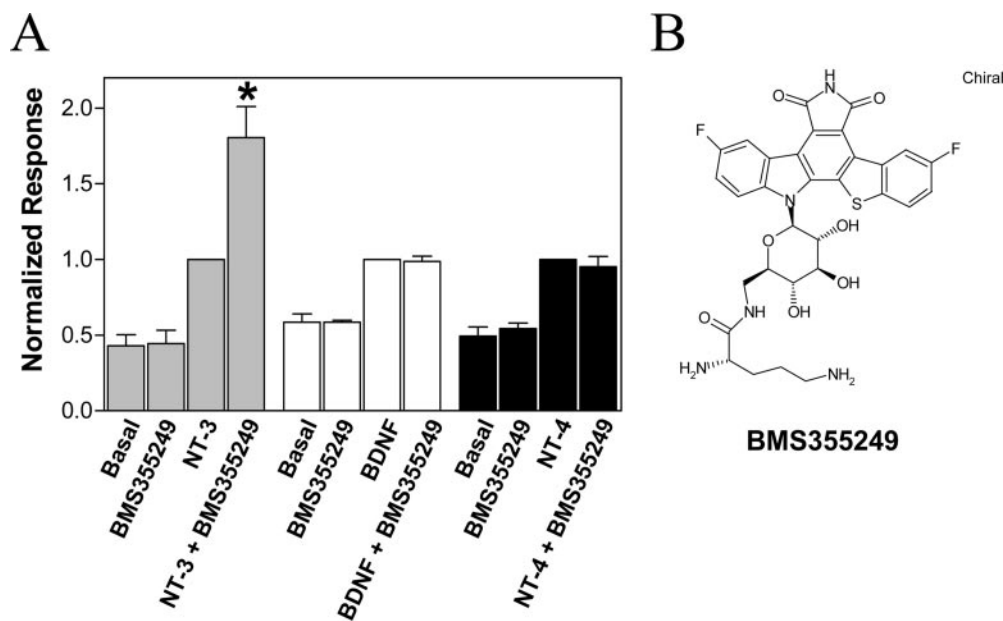 A
Normalized Response
2.0
1.5
1.0
0.5
0.0
*
Basal
BMS355249
NT-3
NT-3 + BMS355249
Basal
BMS355249
BDNF
BDNF + BMS355249
Basal
BMS355249
NT-4
NT-4 + BMS355249
B
Chiral
H
N
O
O
F
F
N
S
O
OH
OH
OH
NH
O
H2N
NH2
BMS355249